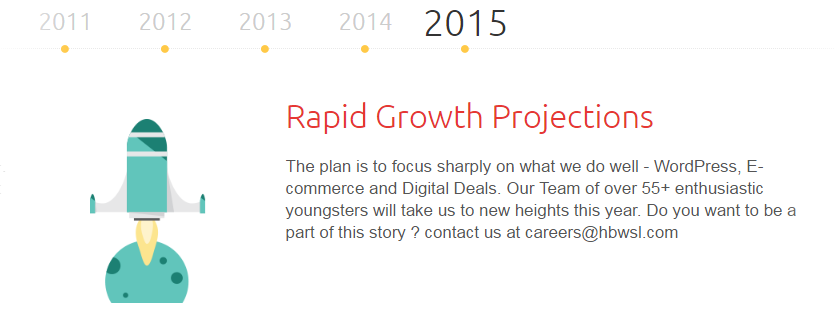 2011 2012 2013 2014 2015
Rapid Growth Projections
The plan is to focus sharply on what we do well - WordPress, E-
commerce and Digital Deals. Our Team of over 55+ enthusiastic
youngsters will take us to new heights this year. Do you want to be a
part of this story ? contact us at careers@hbwsl.com